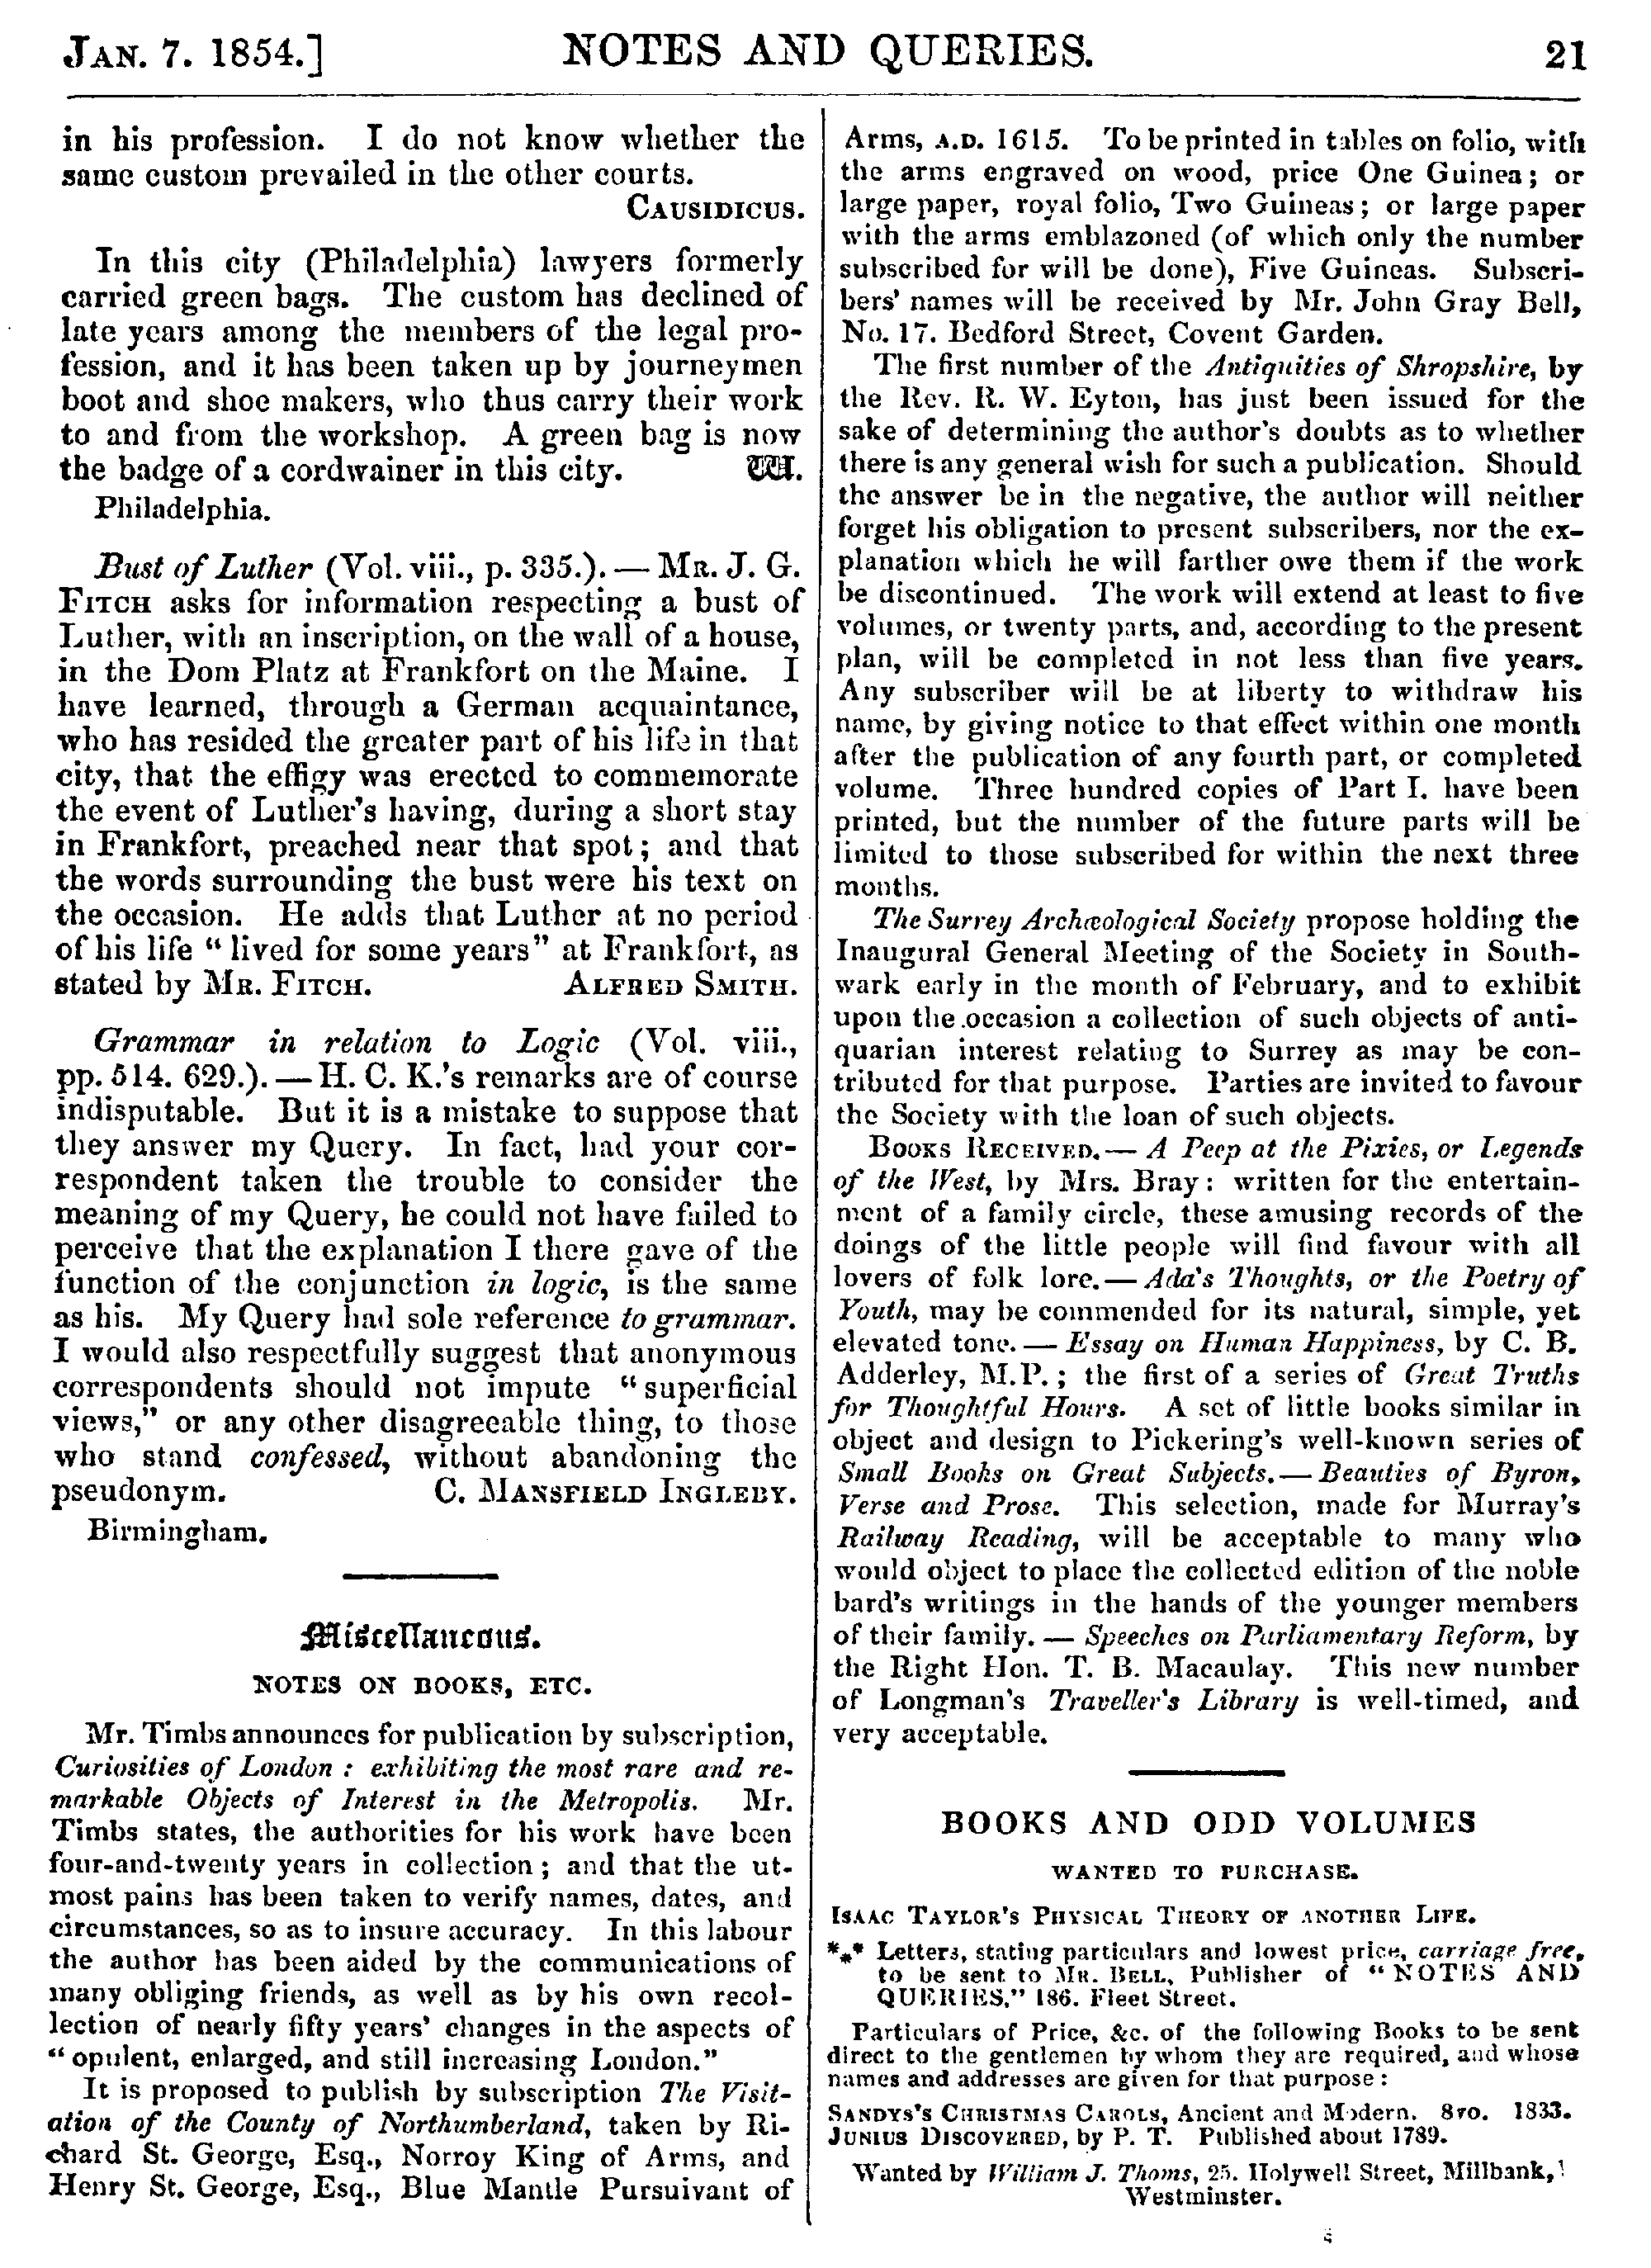 JAN. 7. 1854.]
NOTES AND QUERIES.
21
in his profession. I do not know whether the
same custom prevailed in the other courts.
CAUSIDICUS.
In this city (Philadelphia) lawyers formerly
carried green bags. The custom has declined of
late years among the members of the legal pro-
fession, and it has been taken up by journeymen
boot and shoe makers, who thus carry their work
to and from the workshop. A green bag is now
the badge of a cordwainer in this city. W.
Philadelphia.
Bust of Luther (Vol. viii., p. 335.). — MR. J. G.
FITCH asks for information respecting a bust of
Luther, with an inscription, on the wall of a house,
in the Dom Platz at Frankfort on the Maine. I
have learned, through a German acquaintance,
who has resided the greater part of his life in that
city, that the effigy was erected to commemorate
the event of Luther's having, during a short stay
in Frankfort, preached near that spot; and that
the words surrounding the bust were his text on
the occasion. He adds that Luther at no period
of his life "lived for some years" at Frankfort, as
stated by MR. FITCH. ALFRED SMITH.
Grammar in relation to Logic (Vol. viii.,
pp. 514. 629.). — H. C. K.'s remarks are of course
indisputable. But it is a mistake to suppose that
they answer my Query. In fact, had your cor-
respondent taken the trouble to consider the
meaning of my Query, he could not have failed to
perceive that the explanation I there gave of the
function of the conjunction in logic, is the same
as his. My Query had sole reference to grammar.
I would also respectfully suggest that anonymous
correspondents should not impute "superficial
views," or any other disagreeable thing, to those
who stand confessed, without abandoning the
pseudonym. C. MANSFIELD INGLEBY.
Birmingham.
Miscellaneous.
NOTES ON BOOKS, ETC.
Mr. Timbs announces for publication by subscription,
Curiosities of London : exhibiting the most rare and re-
markable Objects of Interest in the Metropolis. Mr.
Timbs states, the authorities for his work have been
four-and-twenty years in collection; and that the ut-
most pains has been taken to verify names, dates, and
circumstances, so as to insure accuracy. In this labour
the author has been aided by the communications of
many obliging friends, as well as by his own recol-
lection of nearly fifty years' changes in the aspects of
"opulent, enlarged, and still increasing London."
It is proposed to publish by subscription The Visit-
ation of the County of Northumberland, taken by Ri-
chard St. George, Esq., Norroy King of Arms, and
Henry St. George, Esq., Blue Mantle Pursuivant of
Arms, A.D. 1615. To be printed in tables on folio, with
the arms engraved on wood, price One Guinea; or
large paper, royal folio, Two Guineas; or large paper
with the arms emblazoned (of which only the number
subscribed for will be done), Five Guineas. Subscri-
bers' names will be received by Mr. John Gray Bell,
No. 17. Bedford Street, Covent Garden.
The first number of the Antiquities of Shropshire, by
the Rev. R. W. Eyton, has just been issued for the
sake of determining the author's doubts as to whether
there is any general wish for such a publication. Should
the answer be in the negative, the author will neither
forget his obligation to present subscribers, nor the ex-
planation which he will farther owe them if the work
be discontinued. The work will extend at least to five
volumes, or twenty parts, and, according to the present
plan, will be completed in not less than five years.
Any subscriber will be at liberty to withdraw his
name, by giving notice to that effect within one month
after the publication of any fourth part, or completed
volume. Three hundred copies of Part I. have been
printed, but the number of the future parts will be
limited to those subscribed for within the next three
months.
The Surrey Archæological Society propose holding the
Inaugural General Meeting of the Society in South-
wark early in the month of February, and to exhibit
upon the occasion a collection of such objects of anti-
quarian interest relating to Surrey as may be con-
tributed for that purpose. Parties are invited to favour
the Society with the loan of such objects.
BOOKS RECEIVED. — A Peep at the Pixies, or Legends
of the West, by Mrs. Bray: written for the entertain-
ment of a family circle, these amusing records of the
doings of the little people will find favour with all
lovers of folk lore. — Ada's Thoughts, or the Poetry of
Youth, may be commended for its natural, simple, yet
elevated tone. — Essay on Human Happiness, by C. B.
Adderley, M.P.; the first of a series of Great Truths
for Thoughtful Hours. A set of little books similar in
object and design to Pickering's well-known series of
Small Books on Great Subjects. — Beauties of Byron,
Verse and Prose. This selection, made for Murray's
Railway Reading, will be acceptable to many who
would object to place the collected edition of the noble
bard's writings in the hands of the younger members
of their family. — Speeches on Parliamentary Reform, by
the Right Hon. T. B. Macaulay. This new number
of Longman's Traveller's Library is well-timed, and
very acceptable.
BOOKS AND ODD VOLUMES
WANTED TO PURCHASE.
ISAAC TAYLOR'S PHYSICAL THEORY OF ANOTHER LIFE.
*** Letters, stating particulars and lowest price, carriage free,
to be sent to MR. BELL, Publisher of "NOTES AND
QUERIES," 186. Fleet Street.
Particulars of Price, &c. of the following Books to be sent
direct to the gentlemen by whom they are required, and whose
names and addresses are given for that purpose:
SANDYS'S CHRISTMAS CAROLS, Ancient and Modern. 8vo. 1833.
JUNIUS DISCOVERED, by P. T. Published about 1789.
Wanted by William J. Thoms, 25. Holywell Street, Millbank,
Westminster.